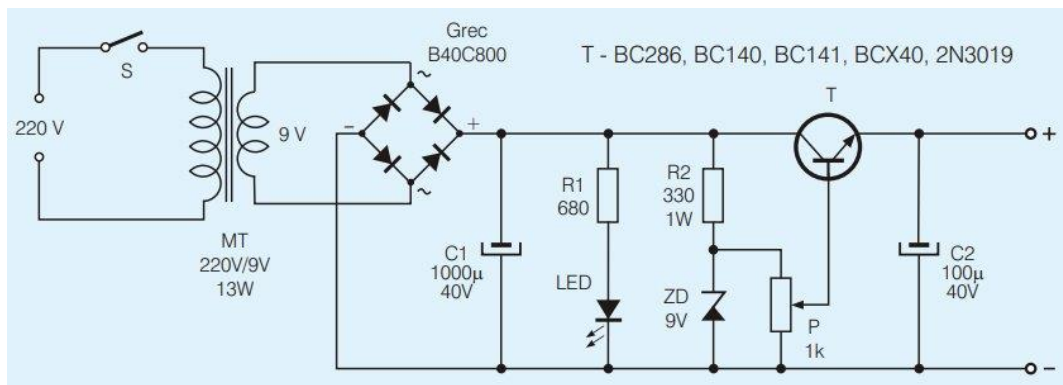 Grec
B40C800
T - BC286, BC140, BC141, BCX40, 2N3019
S
T
220 V
9 V
~
-
+
~
+
R1
680
R2
330
1W
MT
220V/9V
13W
C1
1000µ
40V
LED
ZD
9V
P
1k
C2
100µ
40V
-